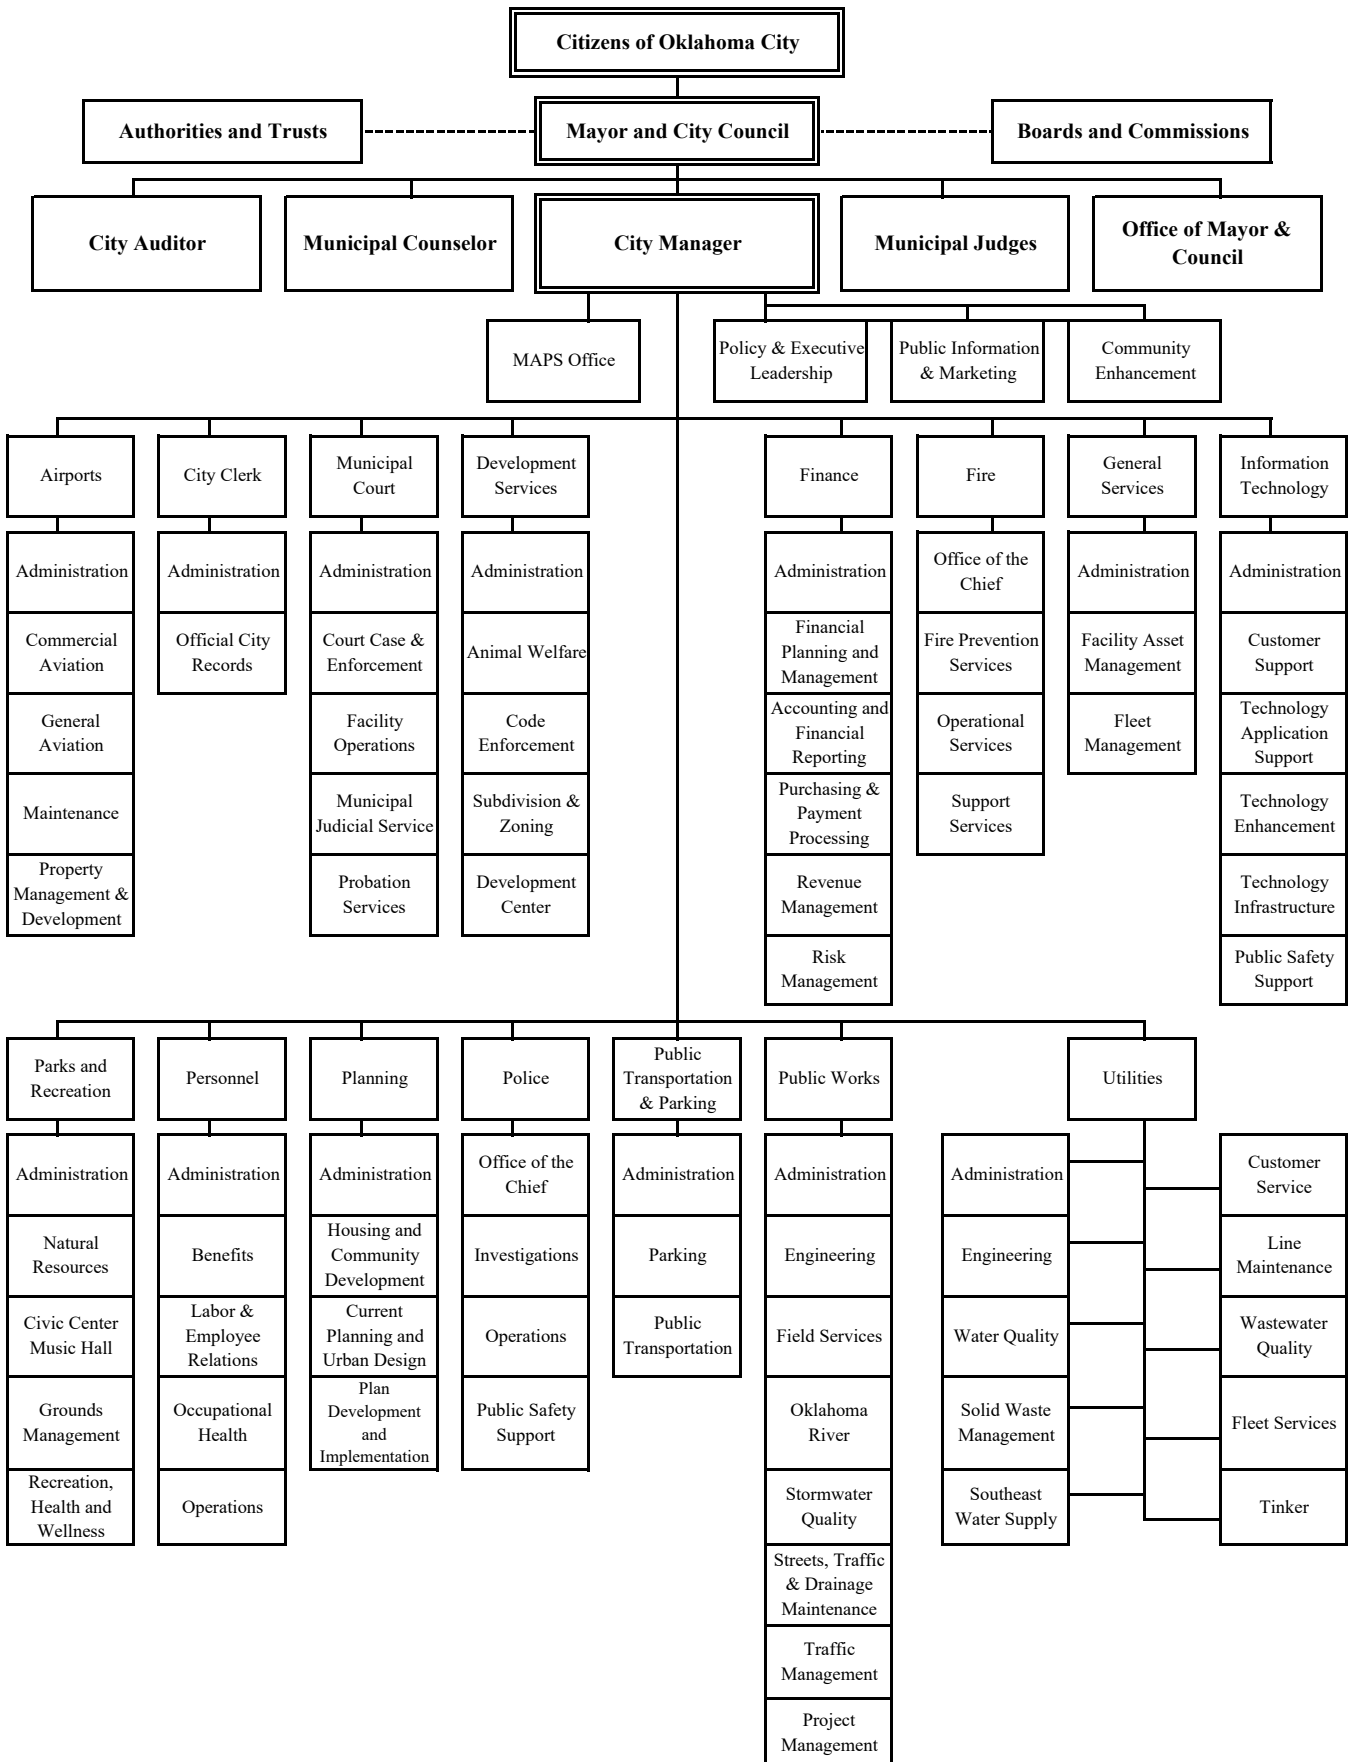 Citizens of Oklahoma City
Authorities and Trusts
Mayor and City Council
Boards and Commissions
City Auditor
Municipal Counselor
City Manager
Municipal Judges
Office of Mayor &
Council
MAPS Office
Policy & Executive
Leadership
Public Information
& Marketing
Community
Enhancement
Airports
City Clerk
Municipal
Court
Development
Services
Finance
Fire
General
Services
Information
Technology
Administration
Commercial
Aviation
General
Aviation
Maintenance
Property
Management &
Development
Administration
Official City
Records
Administration
Court Case &
Enforcement
Facility
Operations
Municipal
Judicial Service
Probation
Services
Administration
Animal Welfare
Code
Enforcement
Subdivision &
Zoning
Development
Center
Administration
Financial
Planning and
Management
Accounting and
Financial
Reporting
Purchasing &
Payment
Processing
Revenue
Management
Risk
Management
Office of the
Chief
Fire Prevention
Services
Operational
Services
Support
Services
Administration
Facility Asset
Management
Fleet
Management
Administration
Customer
Support
Technology
Application
Support
Technology
Enhancement
Technology
Infrastructure
Public Safety
Support
Parks and
Recreation
Personnel
Planning
Police
Public
Transportation
& Parking
Public Works
Utilities
Administration
Natural
Resources
Civic Center
Music Hall
Grounds
Management
Recreation,
Health and
Wellness
Administration
Benefits
Labor &
Employee
Relations
Occupational
Health
Operations
Administration
Housing and
Community
Development
Current
Planning and
Urban Design
Plan
Development
and
Implementation
Office of the
Chief
Investigations
Operations
Public Safety
Support
Administration
Parking
Public
Transportation
Administration
Engineering
Field Services
Oklahoma
River
Stormwater
Quality
Streets, Traffic
& Drainage
Maintenance
Traffic
Management
Project
Management
Administration
Engineering
Water Quality
Solid Waste
Management
Southeast
Water Supply
Customer
Service
Line
Maintenance
Wastewater
Quality
Fleet Services
Tinker